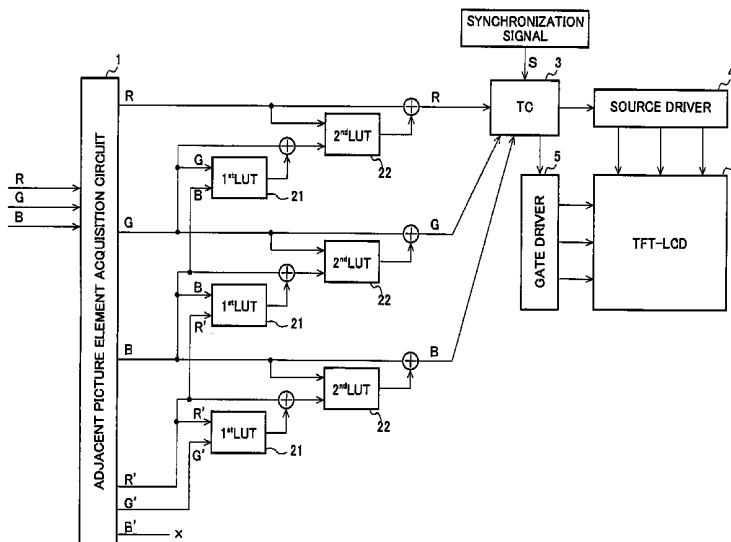 SYNCHRONIZATION
SIGNAL
S
1
3
4
R
R
TC
SOURCE DRIVER
2ndLUT
22
G
B
1stLUT
21
5
GATE DRIVER
TFT-LCD
R
G
B
ADJACENT PICTURE ELEMENT ACQUISITION CIRCUIT
G
G
2ndLUT
22
B
R'
1stLUT
21
B
B
2ndLUT
22
R'
G'
1stLUT
21
R'
G'
B'
x